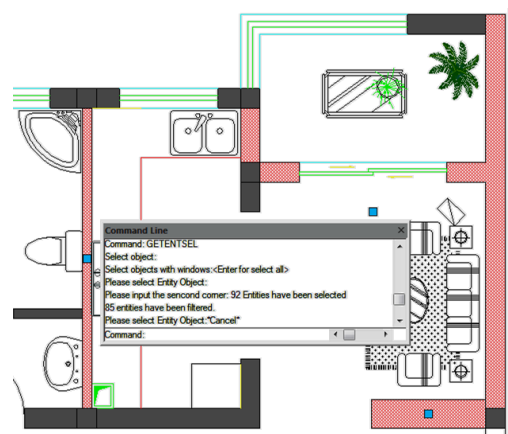 Command Line
Command: GETENTSEL
Select object:
Select objects with windows:<Enter for select all>
Please select Entity Object:
Please input the sencond corner: 92 Entities have been selected
85 entities have been filtered.
Please select Entity Object:*Cancel*
Command: